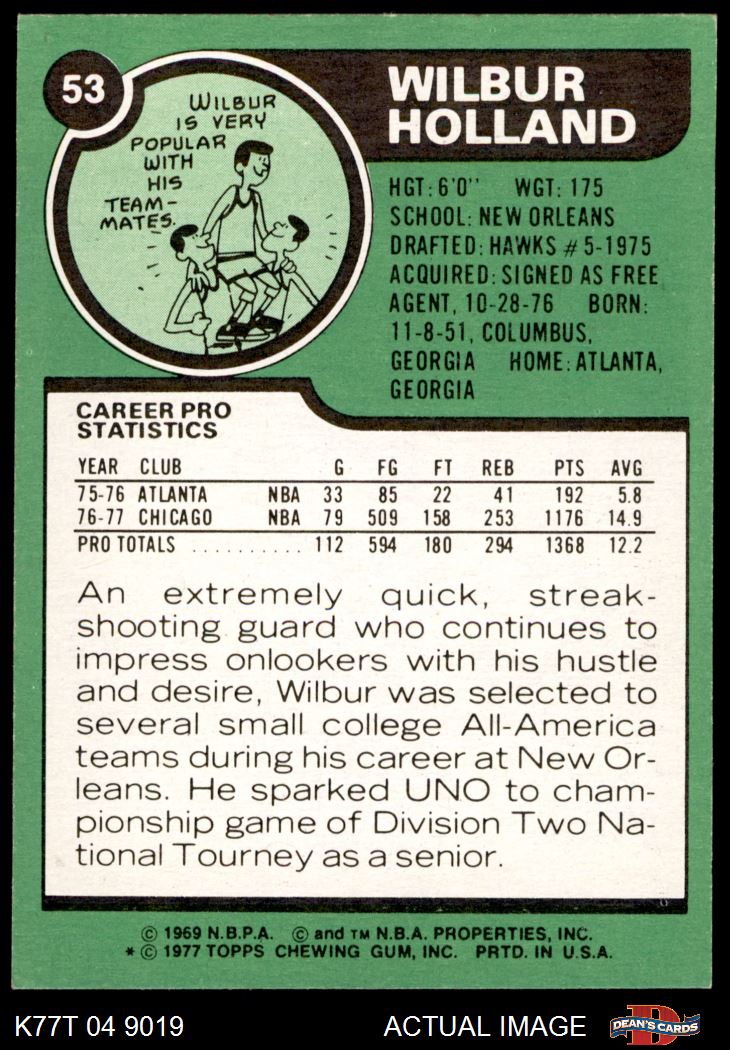 53
WILBUR
IS VERY
POPULAR
WITH
HIS
TEAM-
MATES.
WILBUR
HOLLAND
HGT: 6'0" WGT: 175
SCHOOL: NEW ORLEANS
DRAFTED: HAWKS #5-1975
ACQUIRED: SIGNED AS FREE
AGENT, 10-28-76 BORN:
11-8-51, COLUMBUS,
GEORGIA HOME: ATLANTA,
GEORGIA
CAREER PRO
STATISTICS
YEAR CLUB G FG FT REB PTS AVG
75-76 ATLANTA NBA 33 85 22 41 192 5.8
76-77 CHICAGO NBA 79 509 158 253 1176 14.9
PRO TOTALS .......... 112 594 180 294 1368 12.2
An extremely quick, streak-
shooting guard who continues to
impress onlookers with his hustle
and desire, Wilbur was selected to
several small college All-America
teams during his career at New Or-
leans. He sparked UNO to cham-
pionship game of Division Two Na-
tional Tourney as a senior.
© 1969 N.B.P.A. © and TM N.B.A. PROPERTIES, INC.
* © 1977 TOPPS CHEWING GUM, INC. PRTD. IN U.S.A.
K77T 04 9019 ACTUAL IMAGE D DEAN'S CARDS